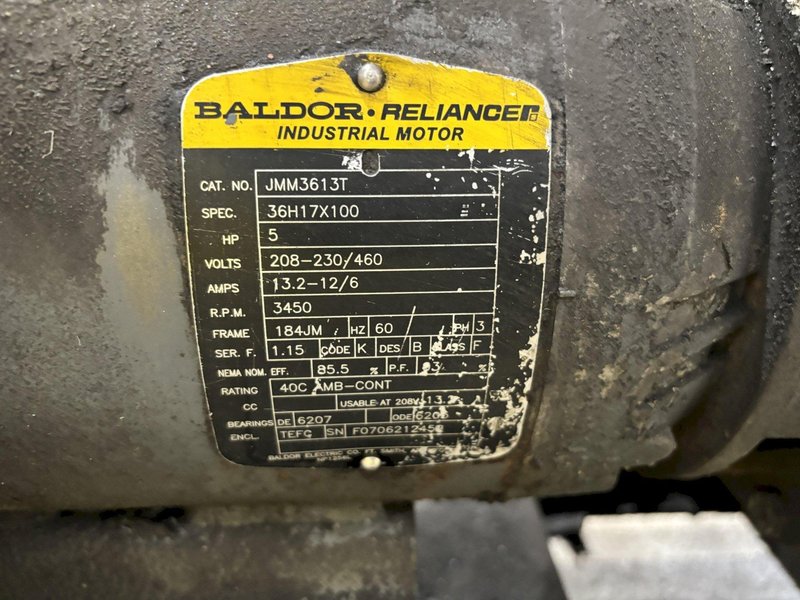 BALDOR • RELIANCE
INDUSTRIAL MOTOR
CAT. NO. JMM3613T
SPEC. 36H17X100
HP 5
VOLTS 208-230/460
AMPS 13.2-12/6
R.P.M. 3450
FRAME 184JM HZ 60 PH 3
SER. F. 1.15 CODE K DES B CLASS F
NEMA NOM. EFF. 85.5 % P.F. %
RATING 40C AMB-CONT
CC USABLE AT 208V A
BEARINGS DE 6207 ODE
ENCL. TEFC SN
BALDOR ELECTRIC CO. FT. SMITH,